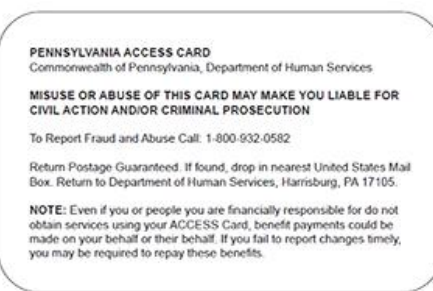 PENNSYLVANIA ACCESS CARD
Commonwealth of Pennsylvania, Department of Human Services
MISUSE OR ABUSE OF THIS CARD MAY MAKE YOU LIABLE FOR
CIVIL ACTION AND/OR CRIMINAL PROSECUTION
To Report Fraud and Abuse Call: 1-800-932-0582
Return Postage Guaranteed. If found, drop in nearest United States Mail
Box. Return to Department of Human Services, Harrisburg, PA 17105.
NOTE: Even if you or people you are financially responsible for do not
obtain services using your ACCESS Card, benefit payments could be
made on your behalf or their behalf. If you fail to report changes timely,
you may be required to repay these benefits.